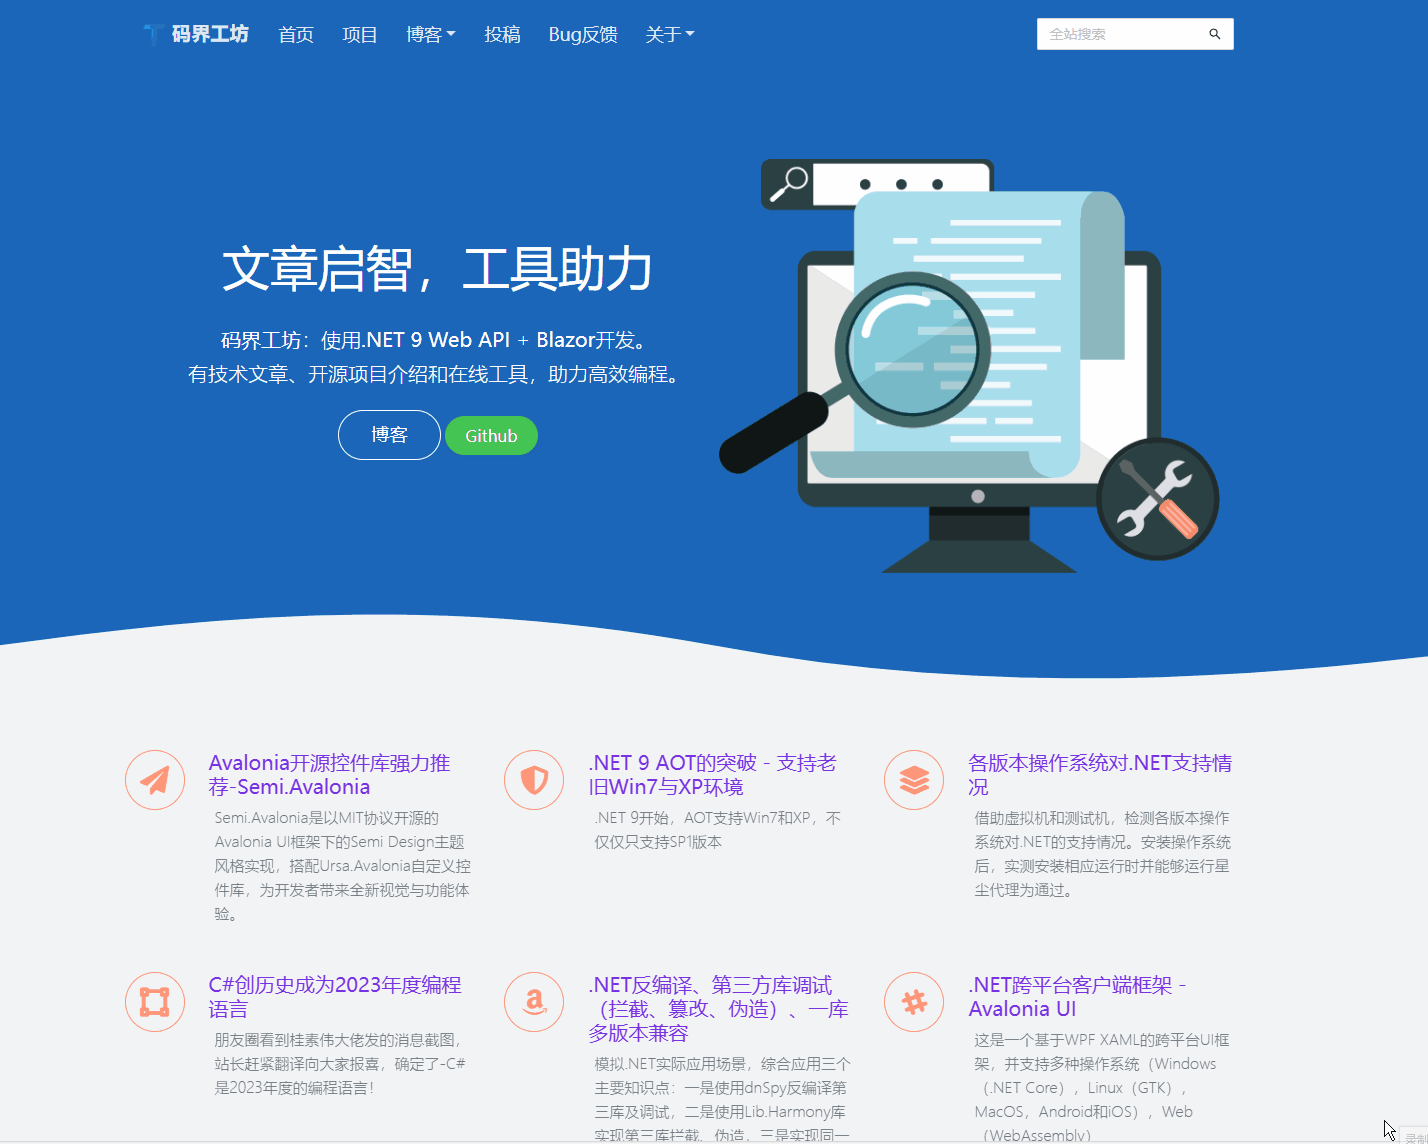 码界工坊 首页 项目 博客 投稿 Bug反馈 关于 全站搜索
文章启智，工具助力
码界工坊：使用.NET 9 Web API + Blazor开发。
有技术文章、开源项目介绍和在线工具，助力高效编程。
博客 Github
Avalonia开源控件库强力推
荐-Semi.Avalonia
Semi.Avalonia是以MIT协议开源的
Avalonia UI框架下的Semi Design主题
风格实现，搭配Ursa.Avalonia自定义控
件库，为开发者带来全新视觉与功能体
验。
.NET 9 AOT的突破 - 支持老
旧Win7与XP环境
.NET 9开始，AOT支持Win7和XP，不
仅仅只支持SP1版本
各版本操作系统对.NET支持情
况
借助虚拟机和测试机，检测各版本操作
系统对.NET的支持情况。安装操作系统
后，实测安装相应运行时并能够运行星
尘代理为通过。
C#创历史成为2023年度编程
语言
朋友圈看到桂素伟大佬发的消息截图，
站长赶紧翻译向大家报喜，确定了-C#
是2023年度的编程语言！
.NET反编译、第三方库调试
（拦截、篡改、伪造）、一库
多版本兼容
模拟.NET实际应用场景，综合应用三个
主要知识点：一是使用dnSpy反编译第
三库及调试，二是使用Lib.Harmony库
实现第三库拦截、伪造，三是实现同一
.NET跨平台客户端框架 -
Avalonia UI
这是一个基于WPF XAML的跨平台UI框
架，并支持多种操作系统（Windows
（.NET Core），Linux（GTK），
MacOS，Android和iOS），Web
（WebAssembly）